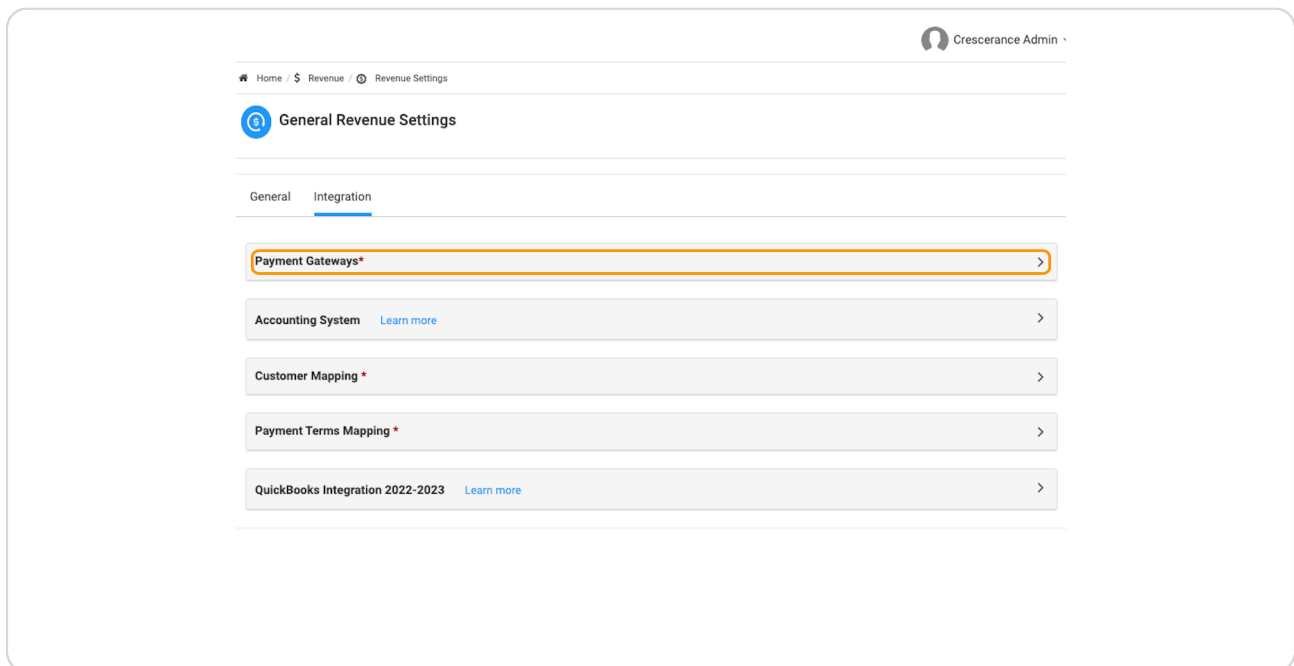 Crescerance Admin
Home / $ Revenue / Revenue Settings
General Revenue Settings
General Integration
Payment Gateways*
Accounting System Learn more
Customer Mapping *
Payment Terms Mapping *
QuickBooks Integration 2022-2023 Learn more